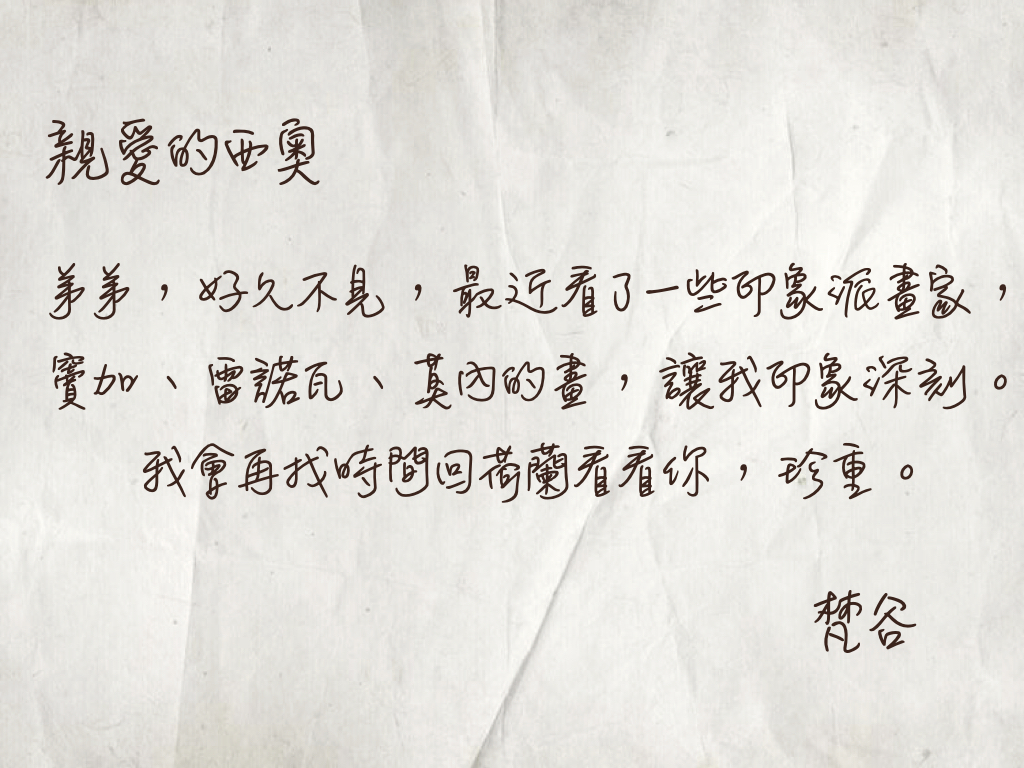 親愛的西奧
弟弟，好久不見，最近看了一些印象派畫家，
竇加、雷諾瓦、莫內的畫，讓我印象深刻。
我會再找時間回荷蘭看看你，珍重。
梵谷